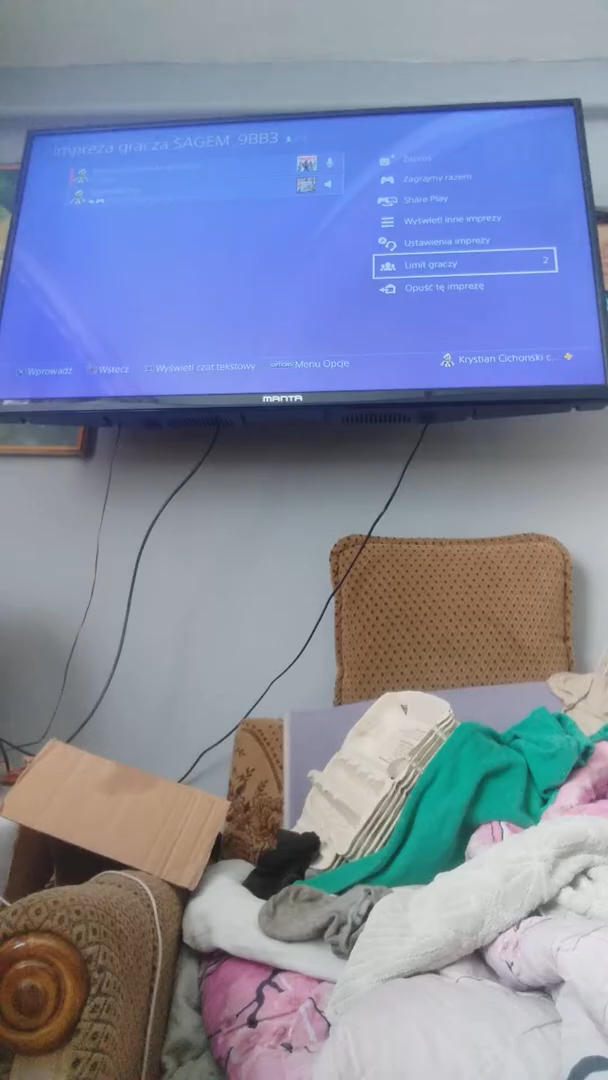 Impreza gracza SAGEM_9BB3
Zaproś
Zagrajmy razem
Share Play
Wyświetl inne imprezy
Ustawienia imprezy
Limit graczy 2
Opuść tę imprezę
Wprowadź Wstecz Wyświetl czat tekstowy OPTIONS Menu Opcje
Krystian Cichonski c...
MANTA